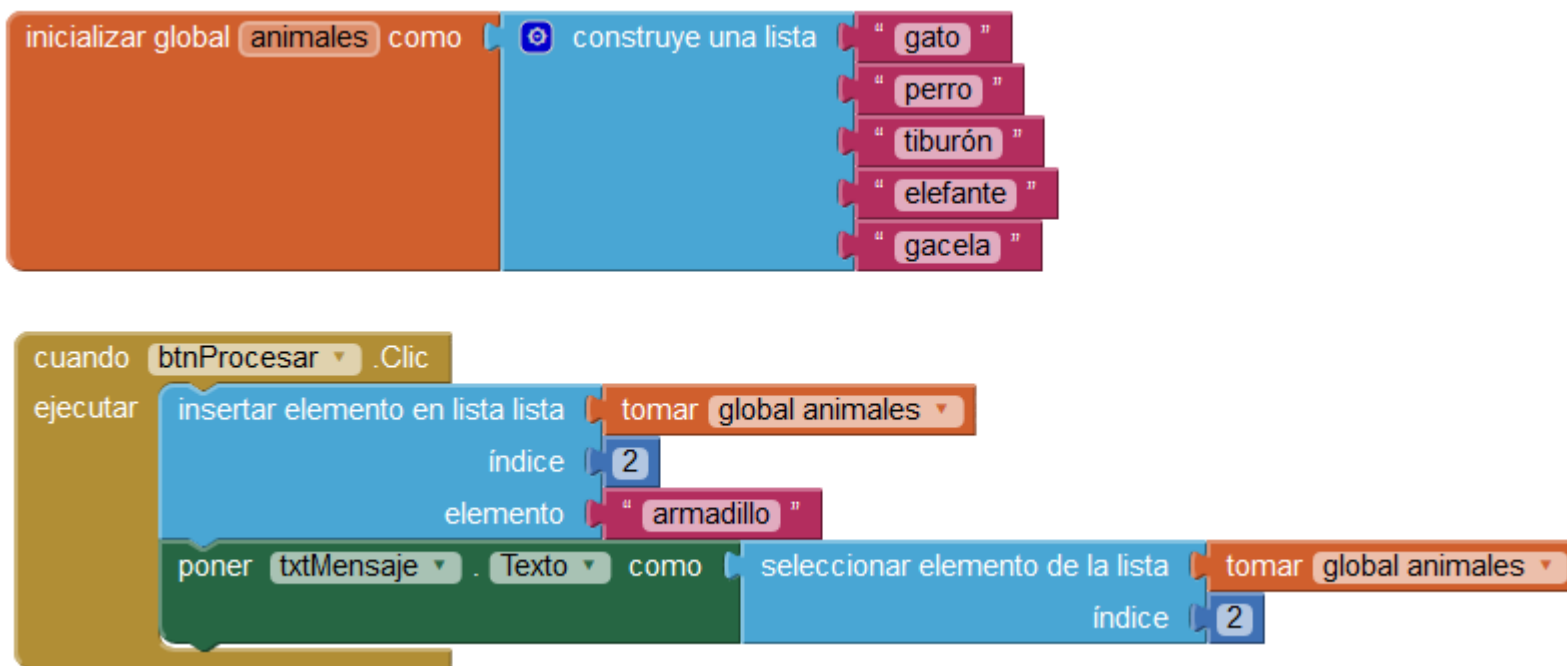 inicializar global animales como construye una lista “ gato ”
“ perro ”
“ tiburón ”
“ elefante ”
“ gacela ”
cuando btnProcesar .Clic
ejecutar insertar elemento en lista lista tomar global animales
índice 2
elemento “ armadillo ”
poner txtMensaje . Texto como seleccionar elemento de la lista tomar global animales
índice 2